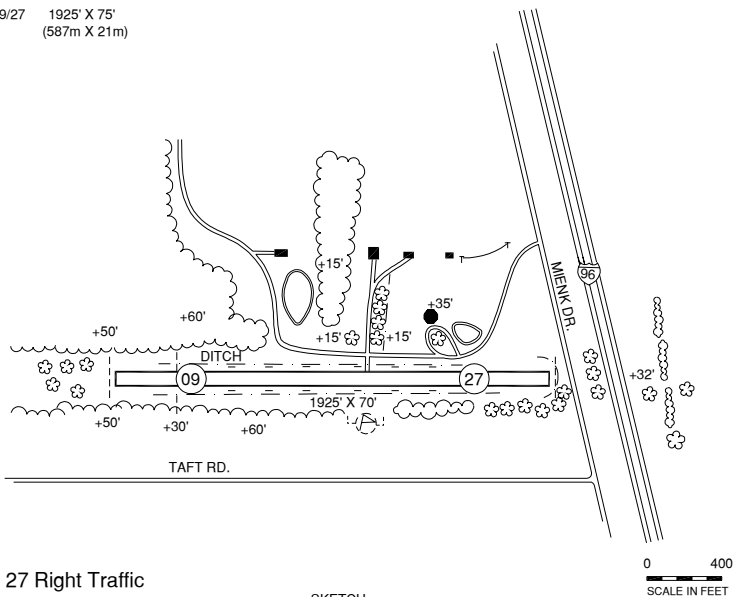 9/27 1925' X 75'
(587m X 21m)
+15'
+35'
MIENK DR.
96
+60'
+50'
+15'
+15'
DITCH
09
27
+32'
1925' X 70'
+50'
+30'
+60'
TAFT RD.
27 Right Traffic
0 400
SCALE IN FEET